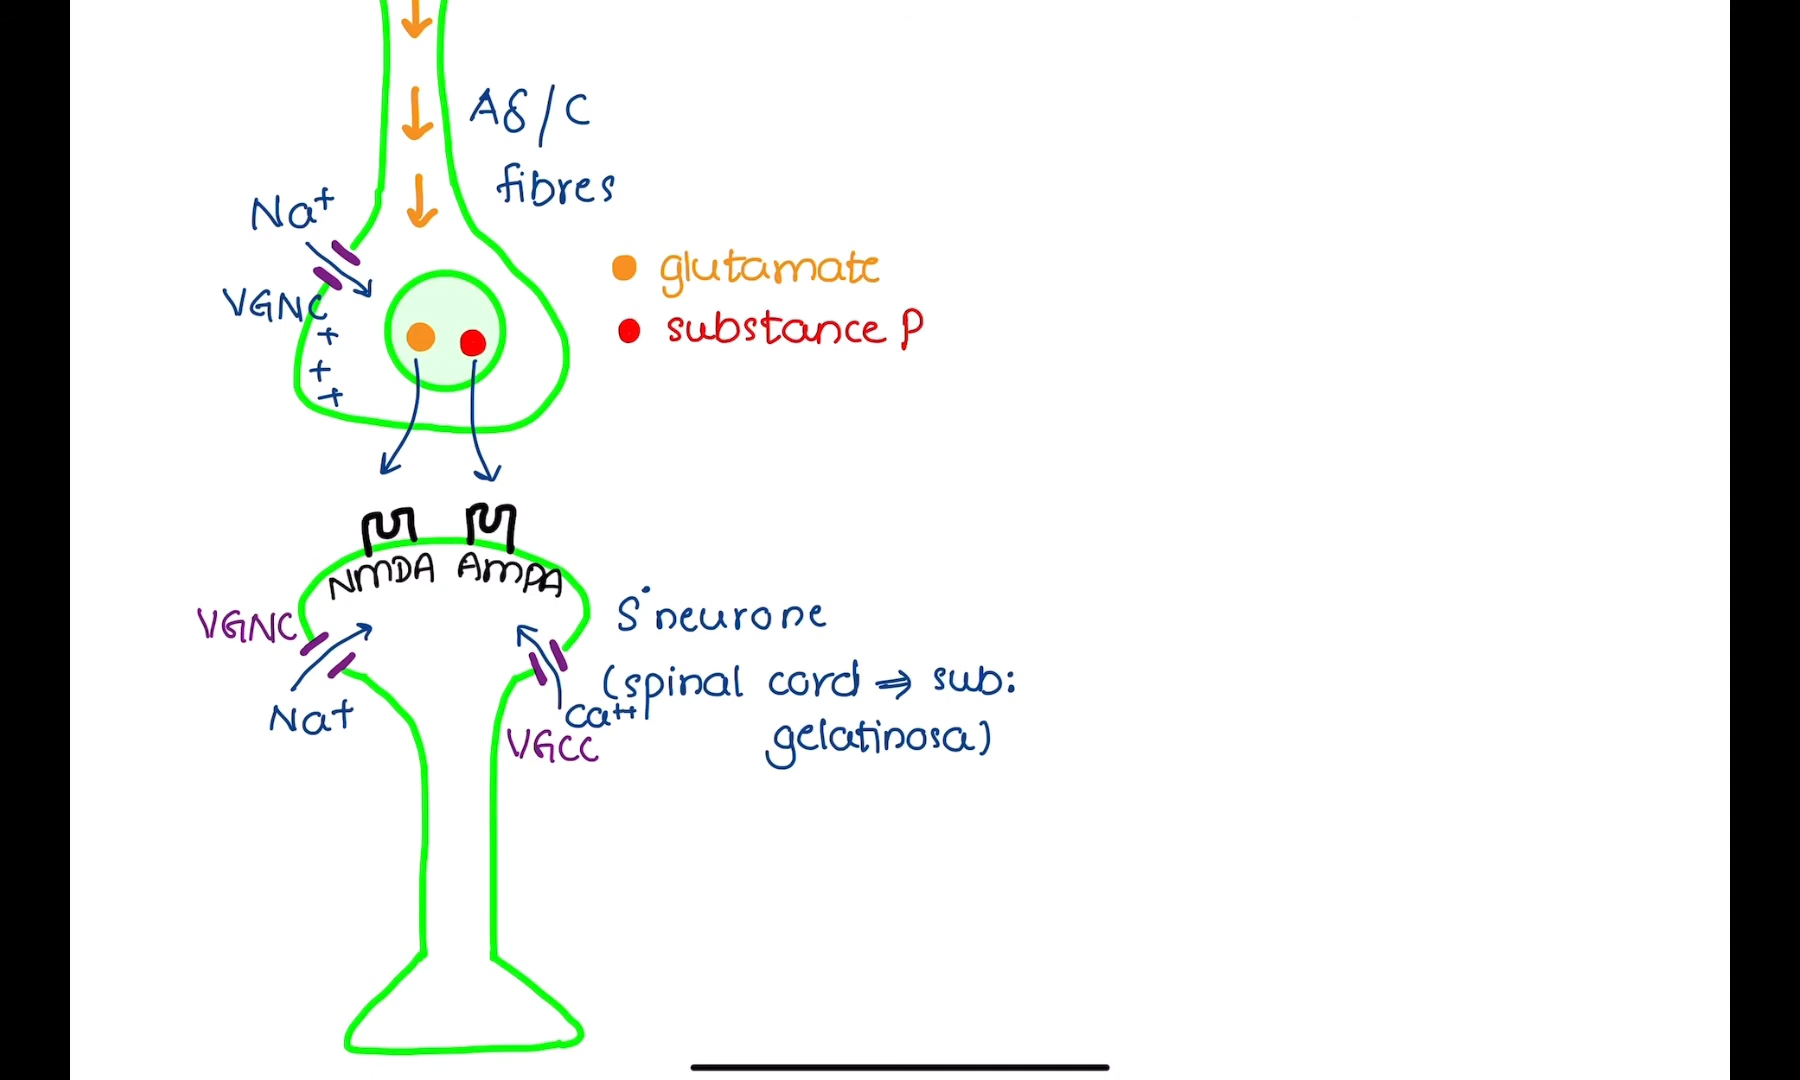 Aδ/C
fibres
Na+
VGNC
+
+
+
glutamate
substance P
NMDA AMPA
VGNC
Na+
S° neurone
(spinal cord ⇒ sub:
gelatinosa)
Ca++
VGCC